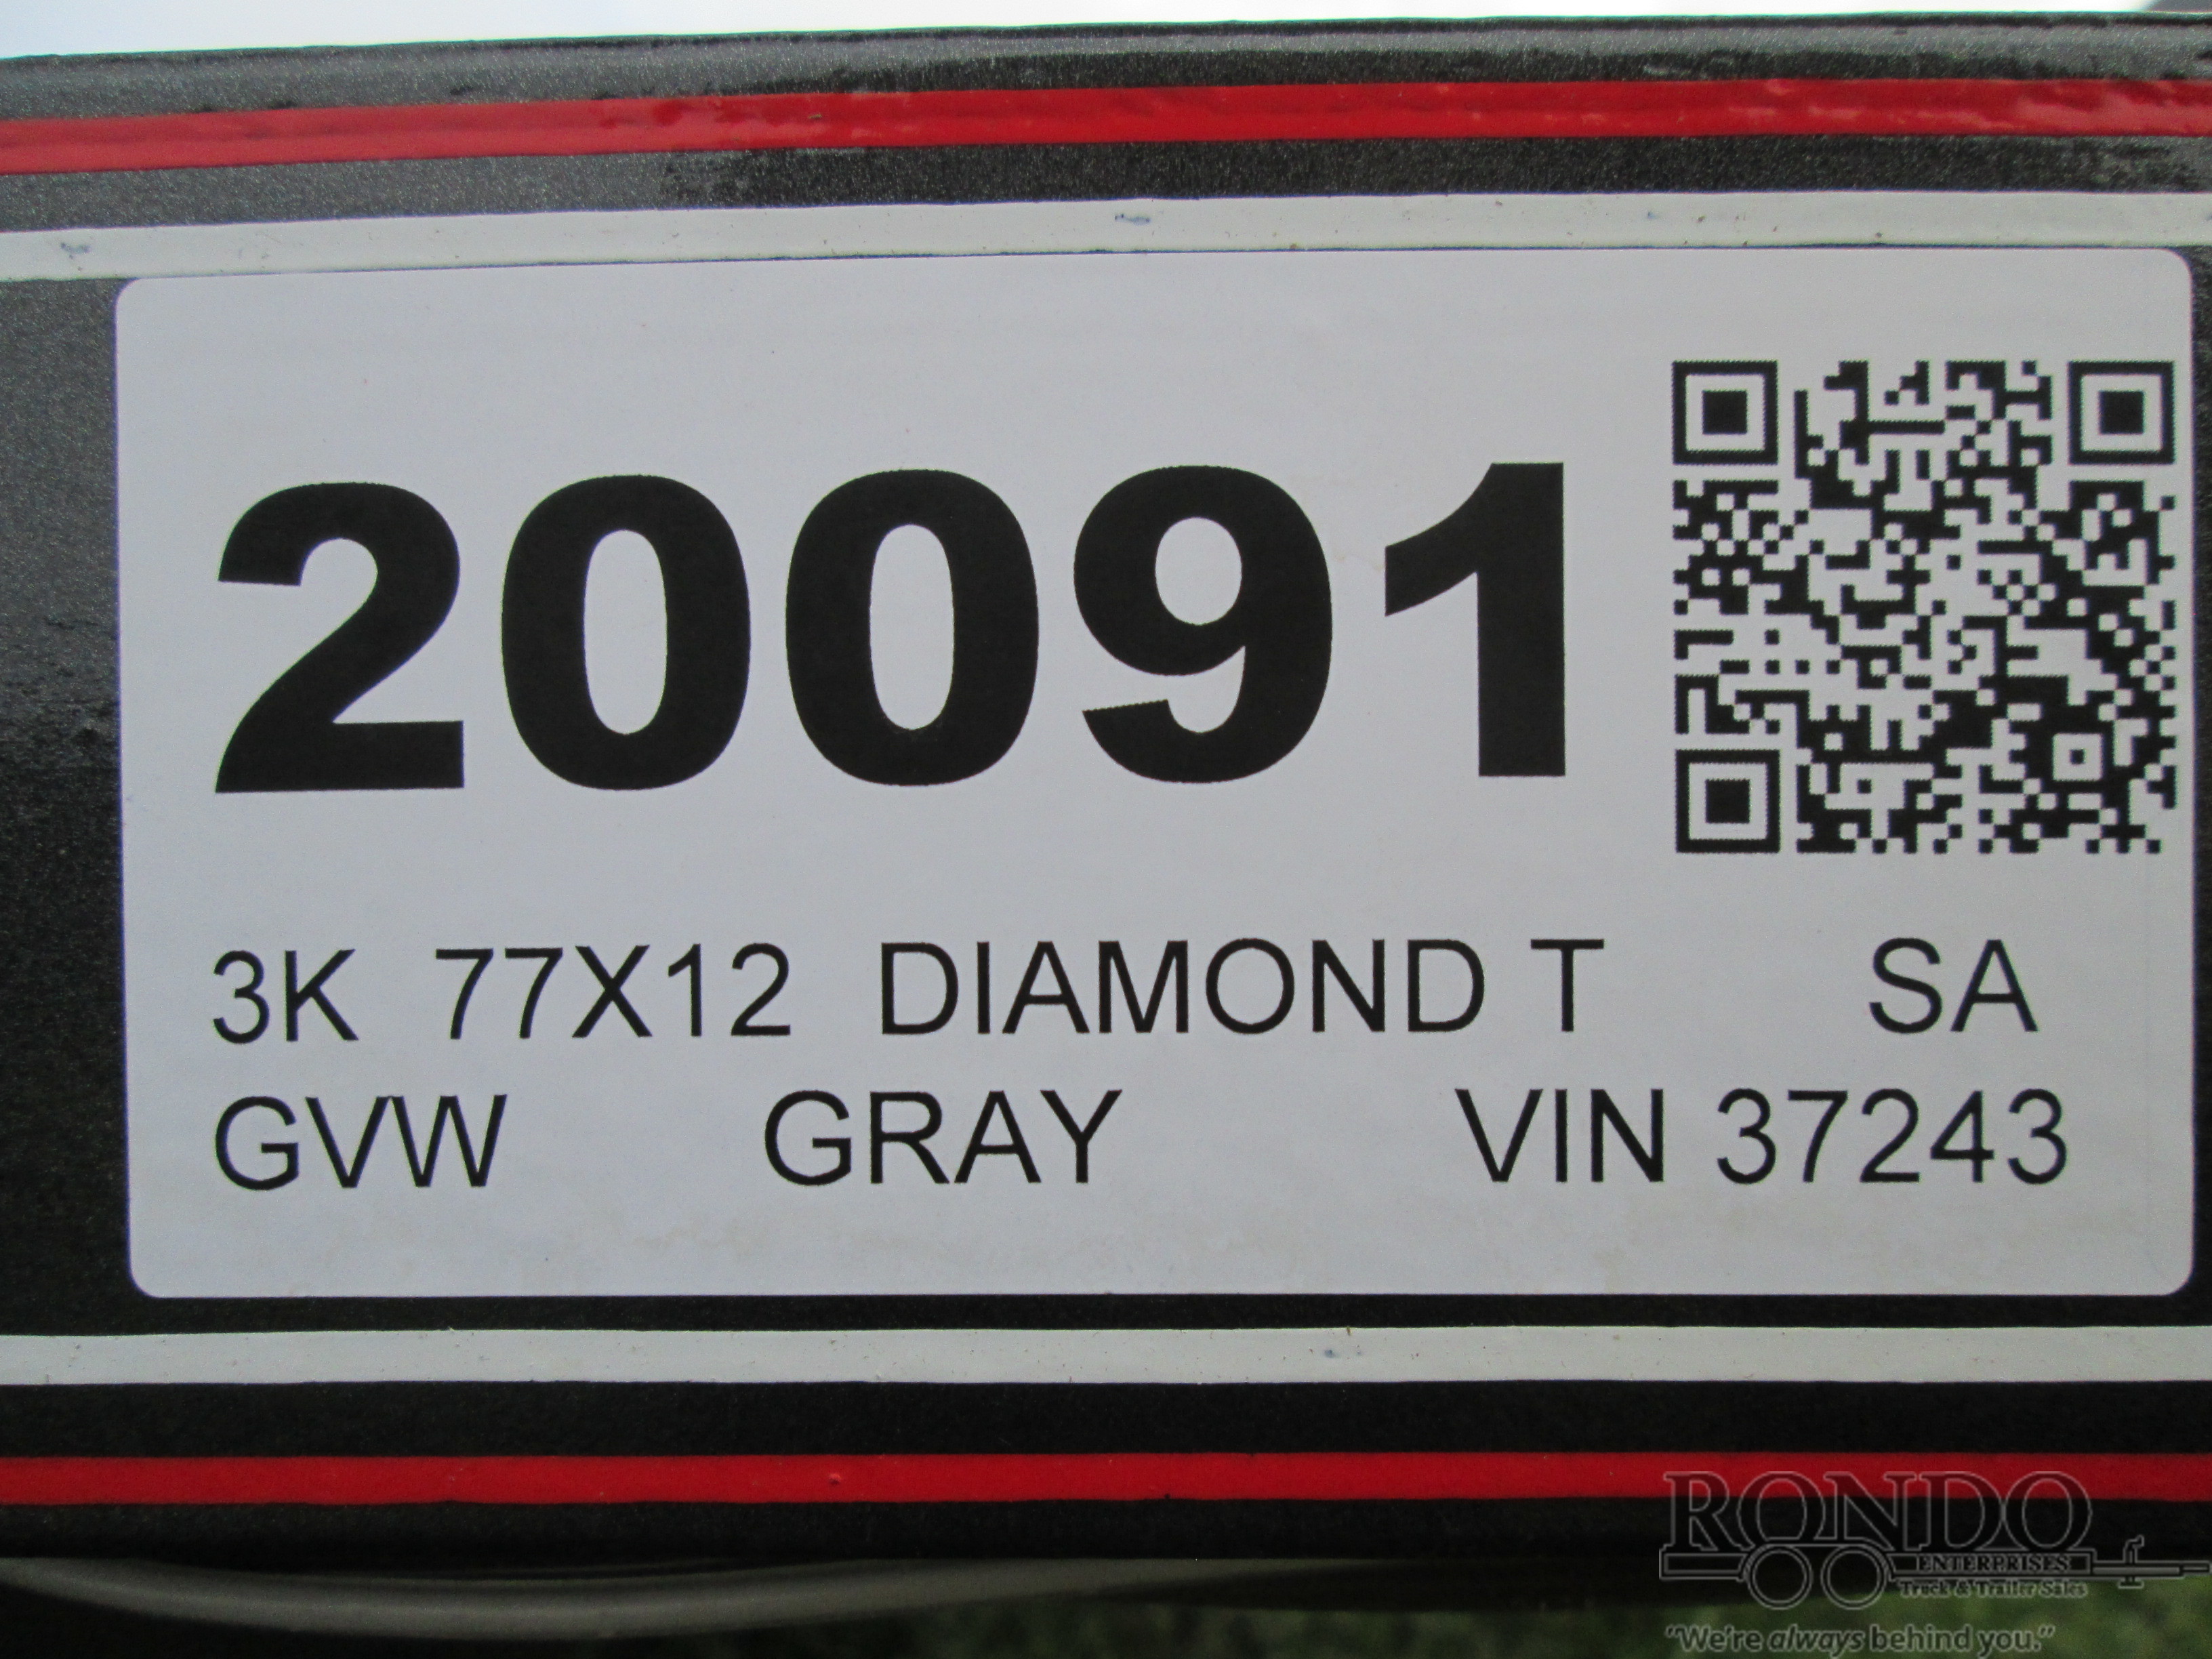 20091
3K 77X12 DIAMOND T SA
GVW GRAY VIN 37243
RONDO
ENTERPRISES
Truck & Trailer Sales
"We're always behind you."